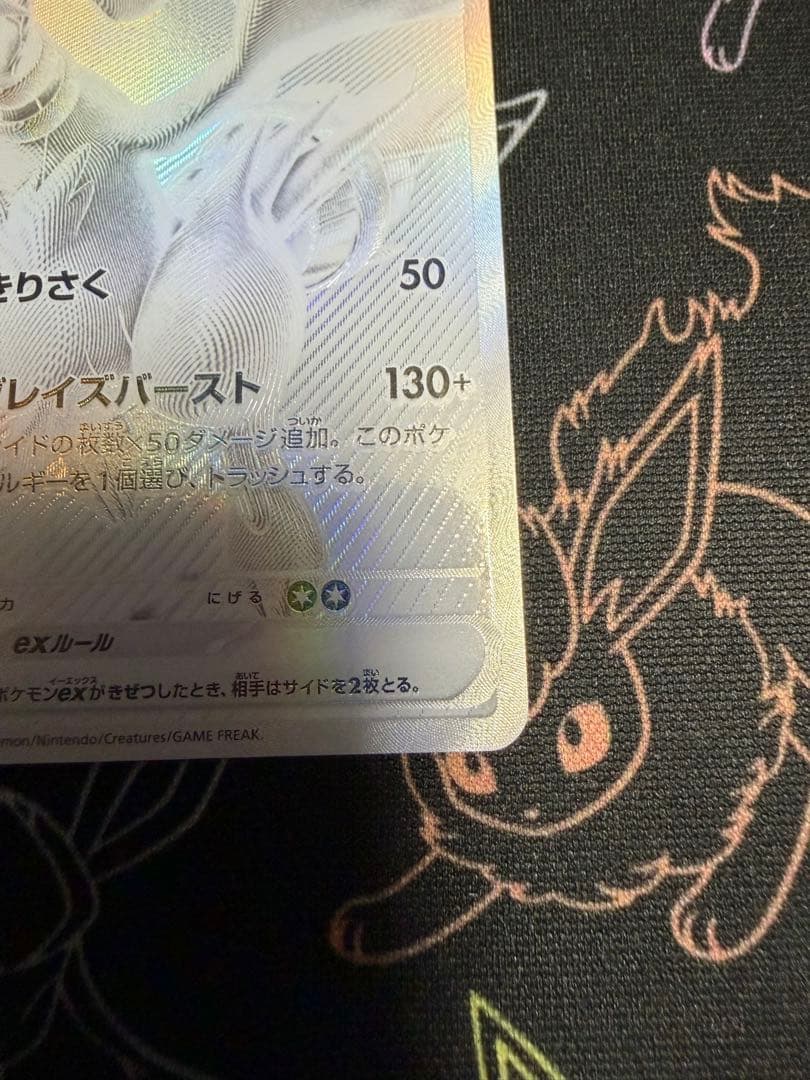 きりさく 50
ブレイズバースト 130+
イドの枚数×50ダメージ追加。このポケ
ルギーを1個選び、トラッシュする。
カ にげる
exルール
ポケモンexがきぜつしたとき、相手はサイドを2枚とる。
mon/Nintendo/Creatures/GAME FREAK.